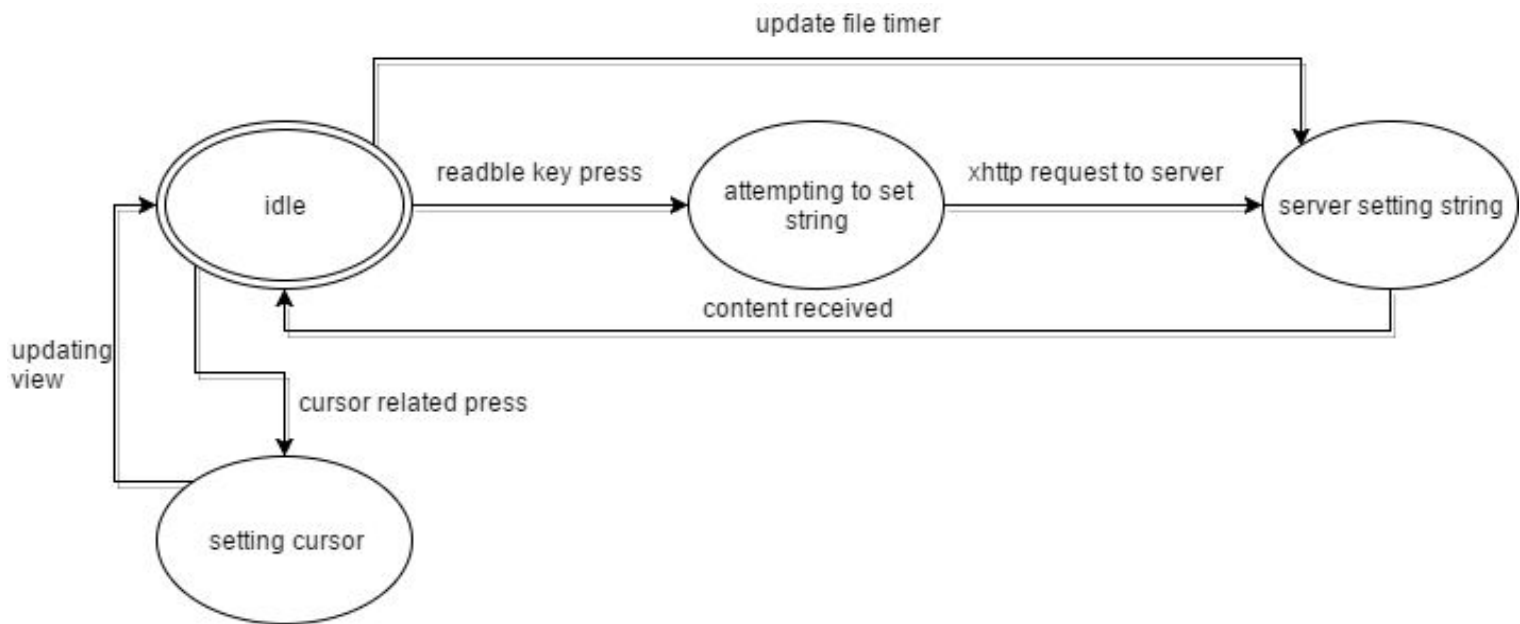 update file timer
readble key press
xhttp request to server
idle
attempting to set
string
server setting string
content received
updating
view
cursor related press
setting cursor